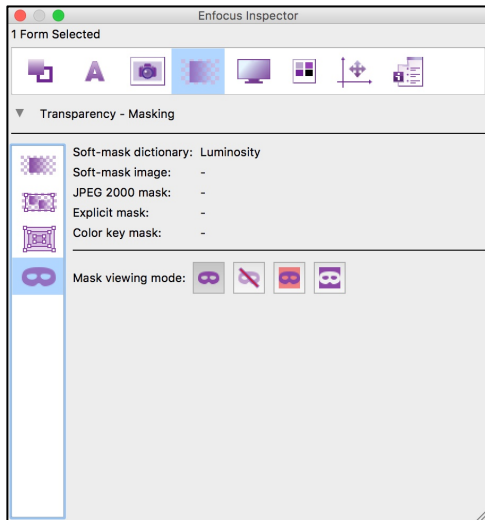 Enfocus Inspector
1 Form Selected
Transparency - Masking
Soft-mask dictionary: Luminosity
Soft-mask image: -
JPEG 2000 mask: -
Explicit mask: -
Color key mask: -
Mask viewing mode: